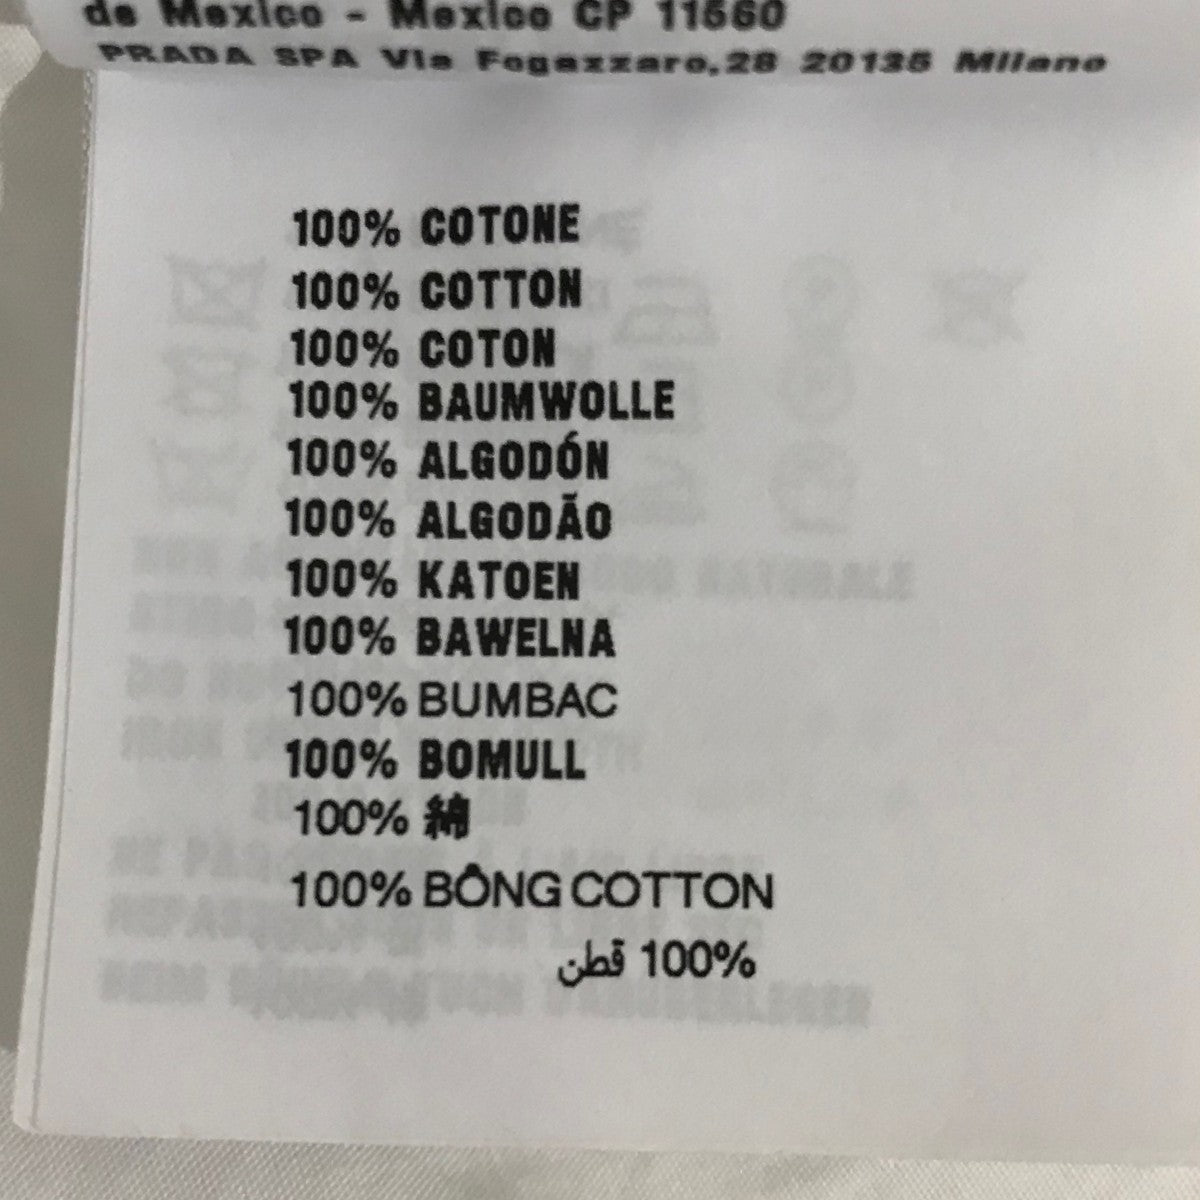 de Mexico - Mexico CP 11560
PRADA SPA Via Fogazzaro,28 20135 Milano
100% COTONE
100% COTTON
100% COTON
100% BAUMWOLLE
100% ALGODÓN
100% ALGODÃO
100% KATOEN
100% BAWELNA
100% BUMBAC
100% BOMULL
100% 綿
100% BÔNG COTTON
100% قطن